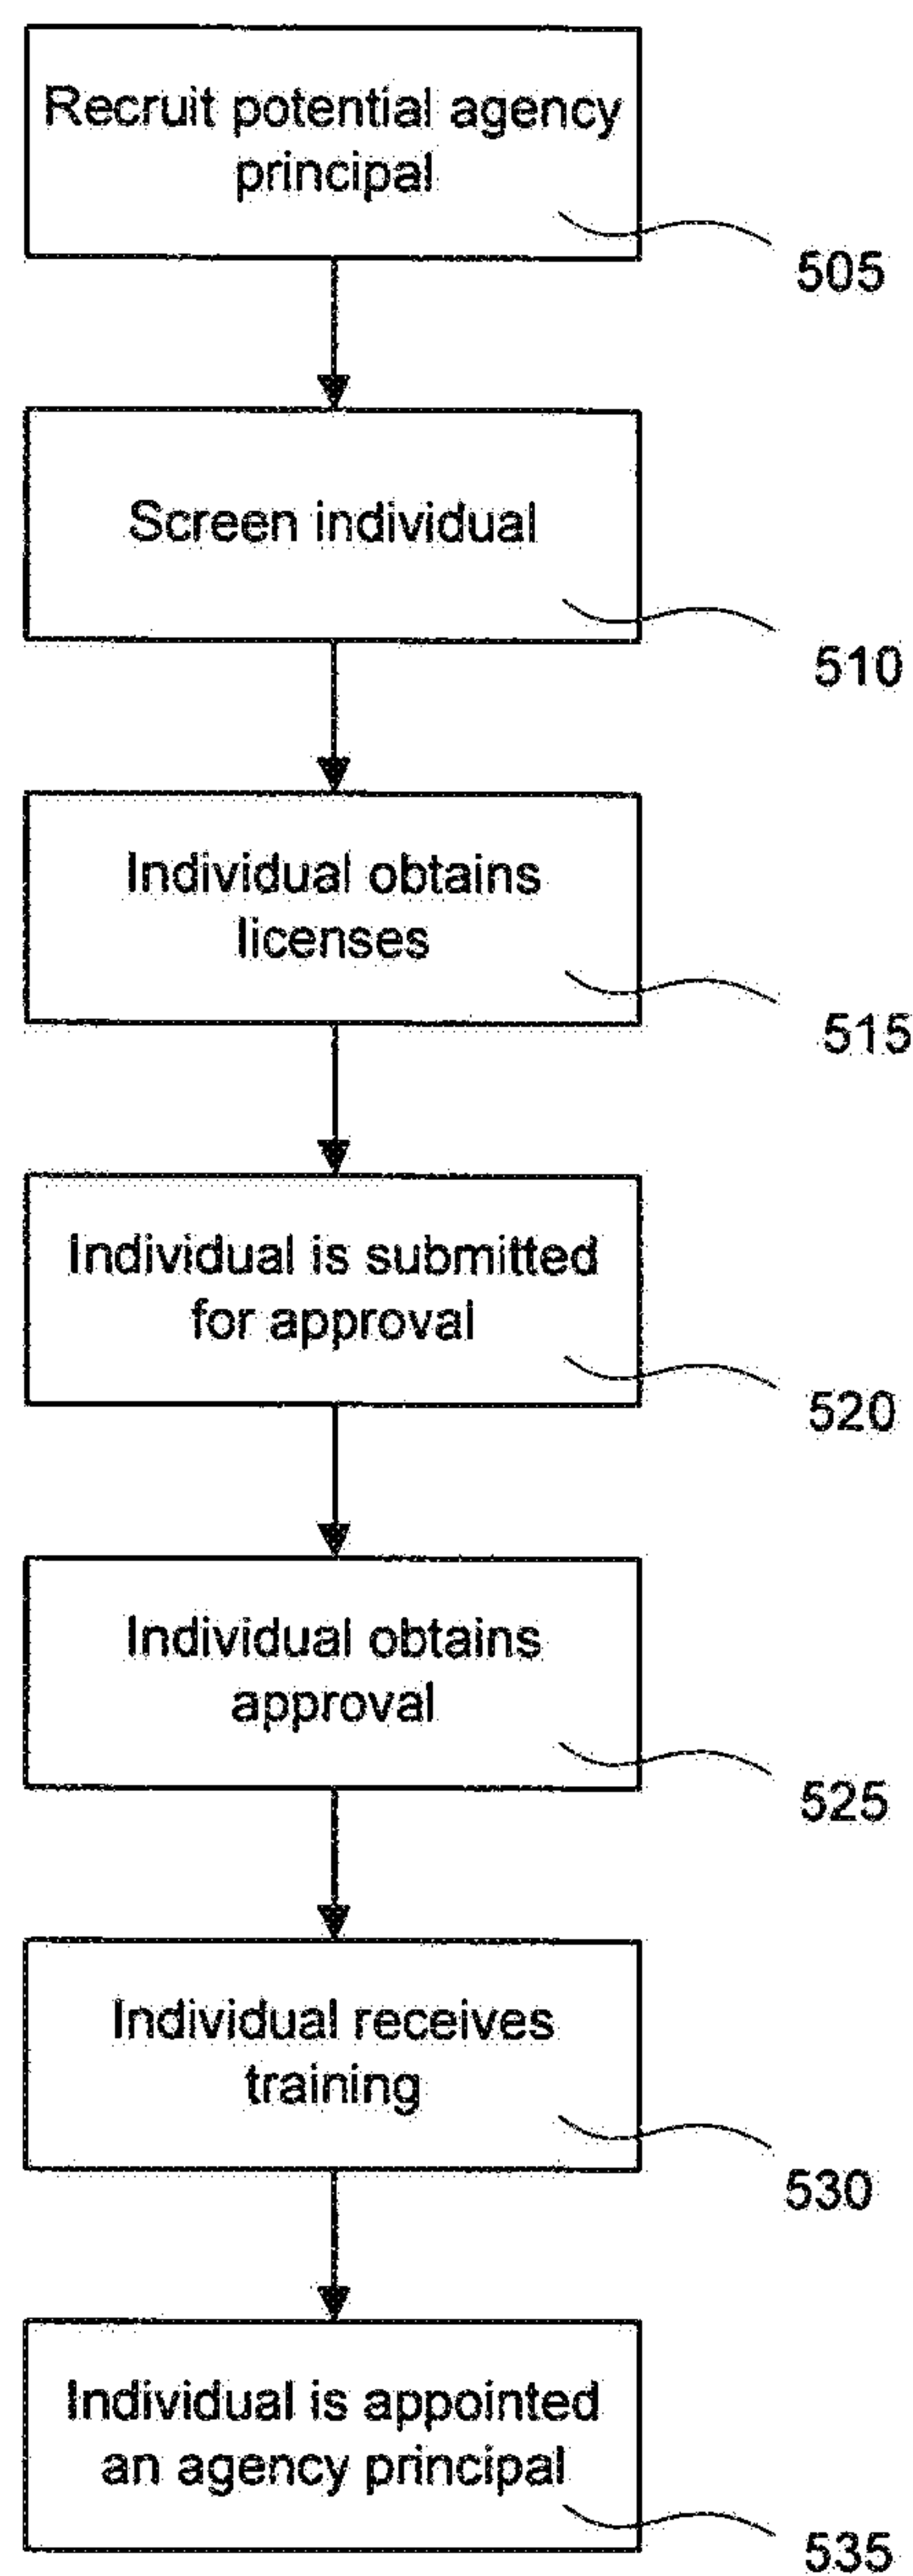 Recruit potential agency
principal
505
Screen individual
510
Individual obtains
licenses
515
Individual is submitted
for approval
520
Individual obtains
approval
525
Individual receives
training
530
Individual is appointed
an agency principal
535